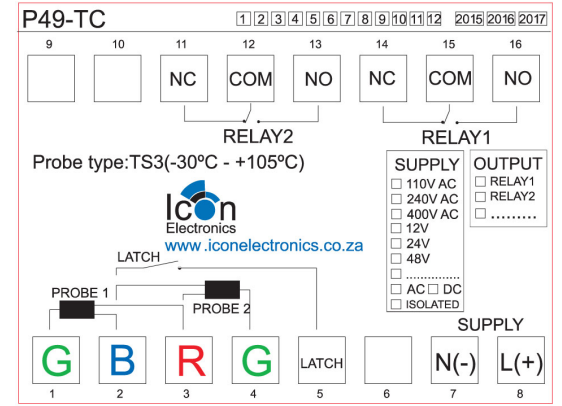 P49-TC 1 2 3 4 5 6 7 8 9 10 11 12 2015 2016 2017
9 10 11 12 13 14 15 16
NC COM NO NC COM NO
RELAY2 RELAY1
Probe type:TS3(-30ºC - +105ºC)
SUPPLY
110V AC
240V AC
400V AC
12V
24V
48V
..............
AC DC
ISOLATED
OUTPUT
RELAY1
RELAY2
.........
Icon
Electronics
www.iconelectronics.co.za
LATCH
PROBE 1
PROBE 2
SUPPLY
G B R G LATCH N(-) L(+)
1 2 3 4 5 6 7 8